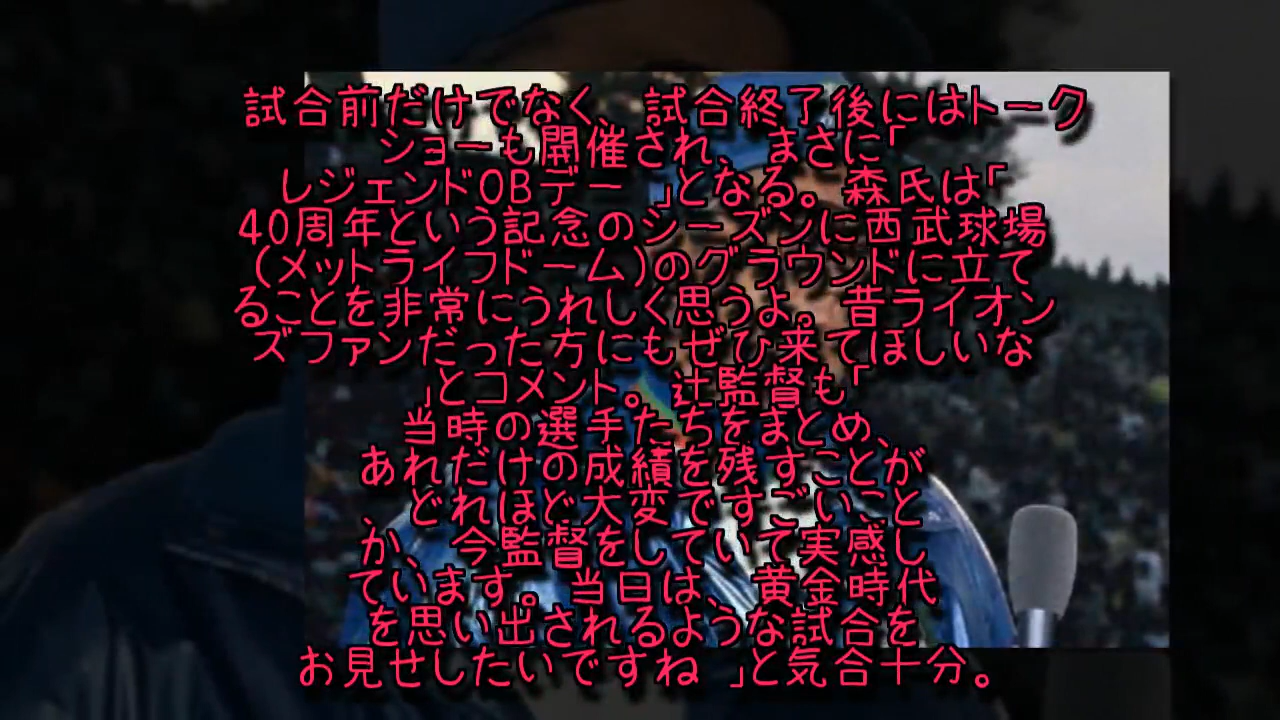 試合前だけでなく、試合終了後にはトーク
ショーも開催され、まさに「
レジェンドOBデー 」となる。森氏は「
40周年という記念のシーズンに西武球場
(メットライフドーム)のグラウンドに立て
ることを非常にうれしく思うよ。昔ライオン
ズファンだった方にもぜひ来てほしいな
」とコメント。辻監督も「
当時の選手たちをまとめ、
あれだけの成績を残すことが
、どれほど大変ですごいこと
か、今監督をしていて実感し
ています。当日は、黄金時代
を思い出されるような試合を
お見せしたいですね 」と気合十分。